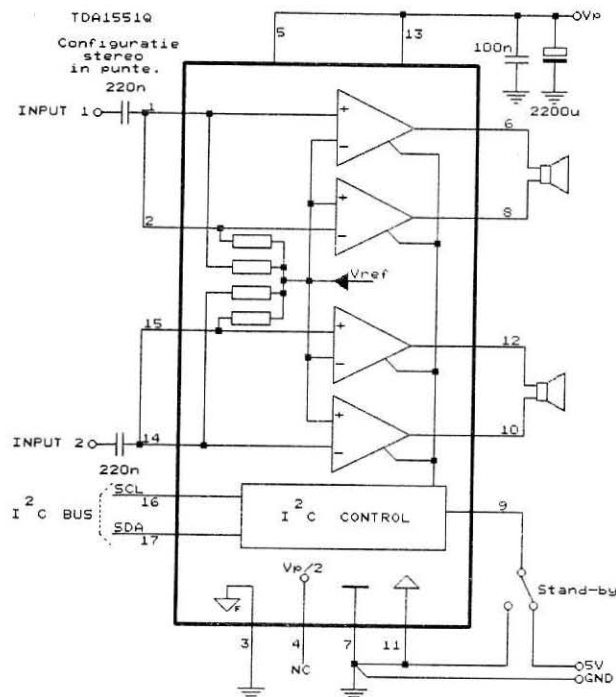 TDA1551Q
Configuratie
stereo
in punte.
5
13
Vp
100n
2200u
220n
INPUT 1
1
+
−
6
+
−
8
2
Vref
15
+
−
12
+
−
10
INPUT 2
14
220n
I²C BUS
SCL
16
SDA
17
I²C CONTROL
9
Vp/2
F
Stand-by
3
4
7
11
NC
5V
GND